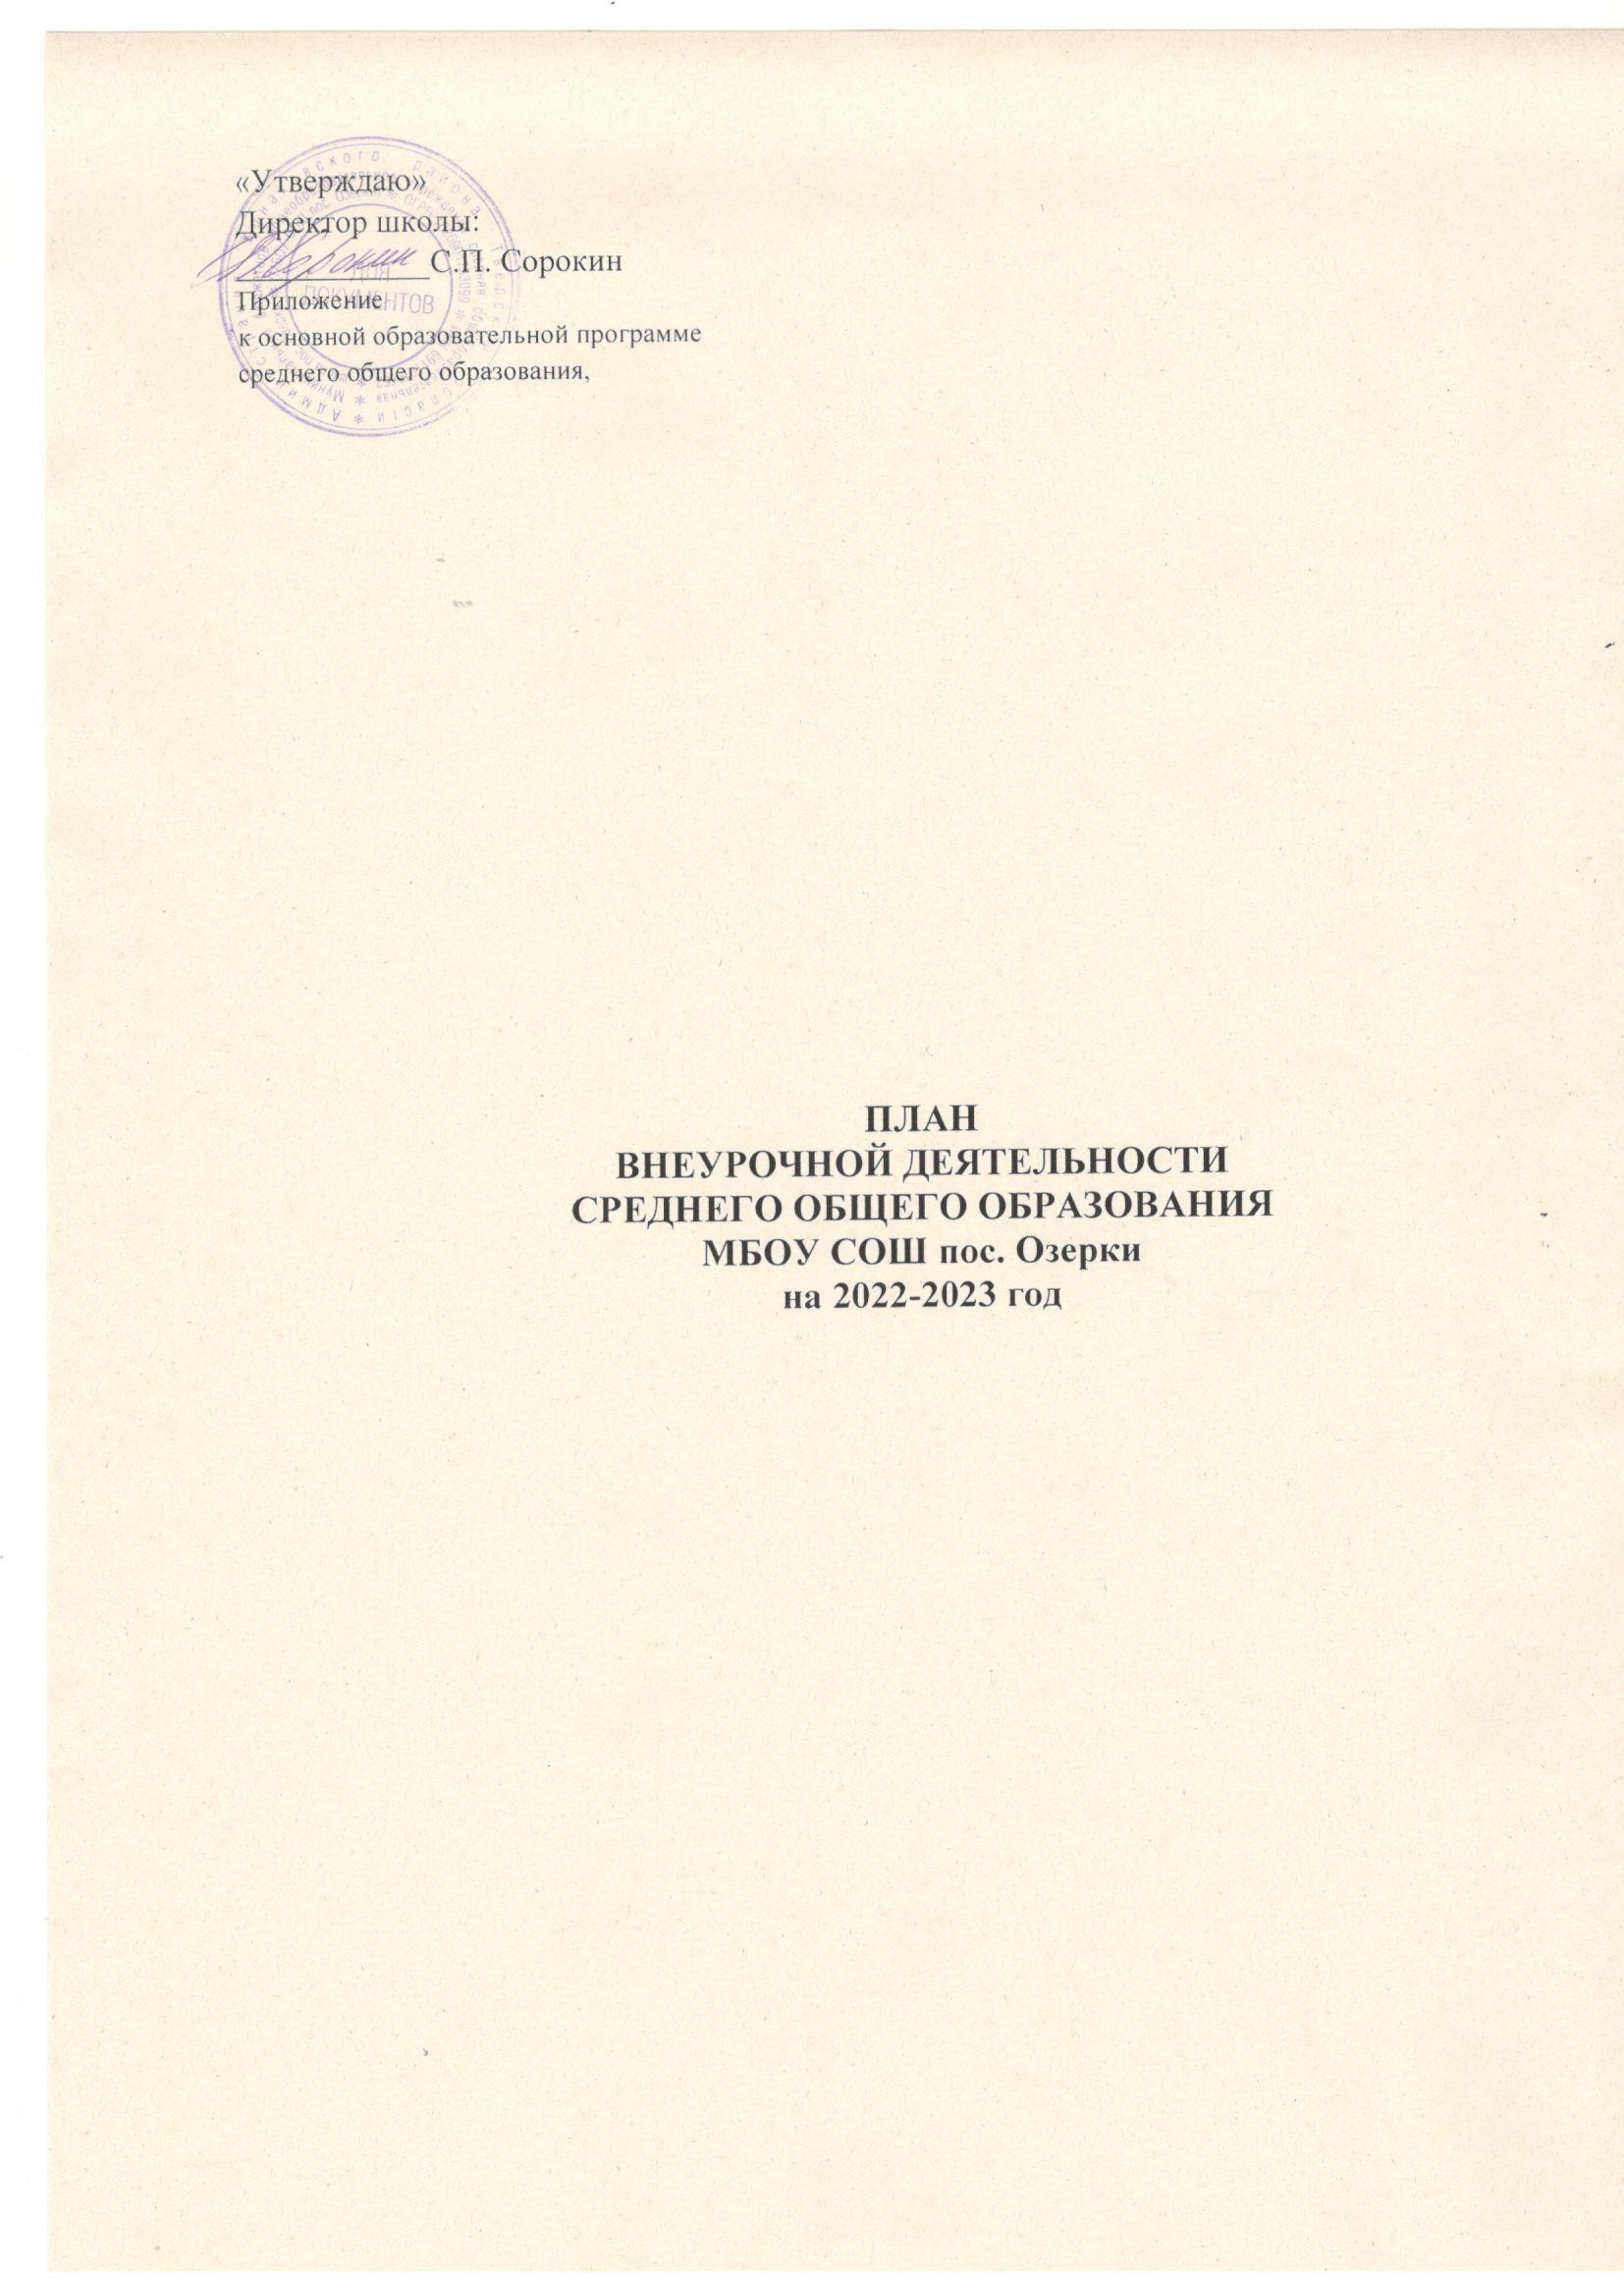 «Утверждаю»
Директор школы:
С.П. Сорокин
Приложение
к основной образовательной программе
среднего общего образования,
ДОКУМЕНТОВ
ПЛАН
ВНЕУРОЧНОЙ ДЕЯТЕЛЬНОСТИ
СРЕДНЕГО ОБЩЕГО ОБРАЗОВАНИЯ
МБОУ СОШ пос. Озерки
на 2022-2023 год